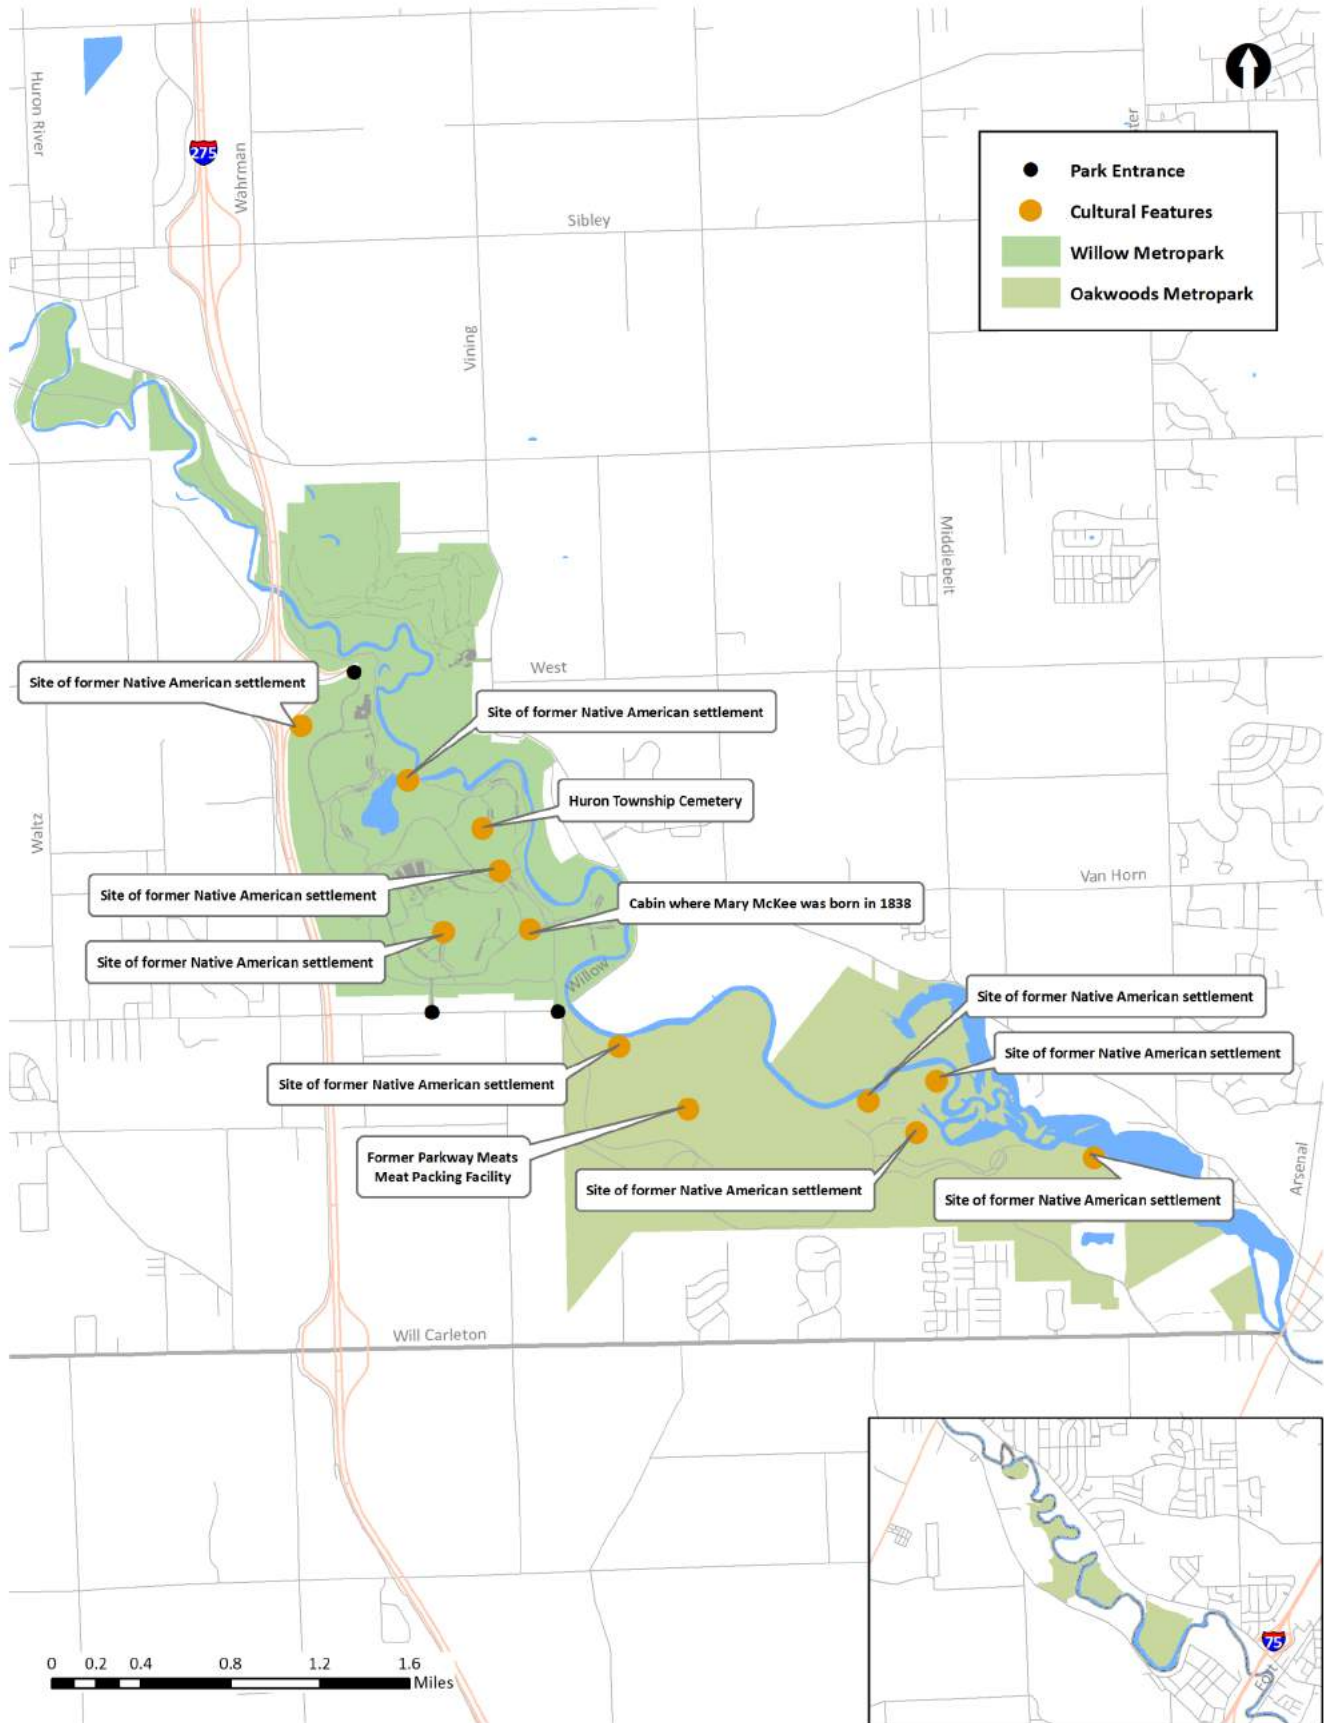 Huron River
275
Wahrman
Sibley
Vining
Park Entrance
Cultural Features
Willow Metropark
Oakwoods Metropark
Middlebelt
West
Site of former Native American settlement
Site of former Native American settlement
Huron Township Cemetery
Waltz
Van Horn
Site of former Native American settlement
Cabin where Mary McKee was born in 1838
Site of former Native American settlement
Willow
Site of former Native American settlement
Site of former Native American settlement
Site of former Native American settlement
Former Parkway Meats
Meat Packing Facility
Site of former Native American settlement
Site of former Native American settlement
Arsenal
Will Carleton
0 0.2 0.4 0.8 1.2 1.6
Miles
75
Fort